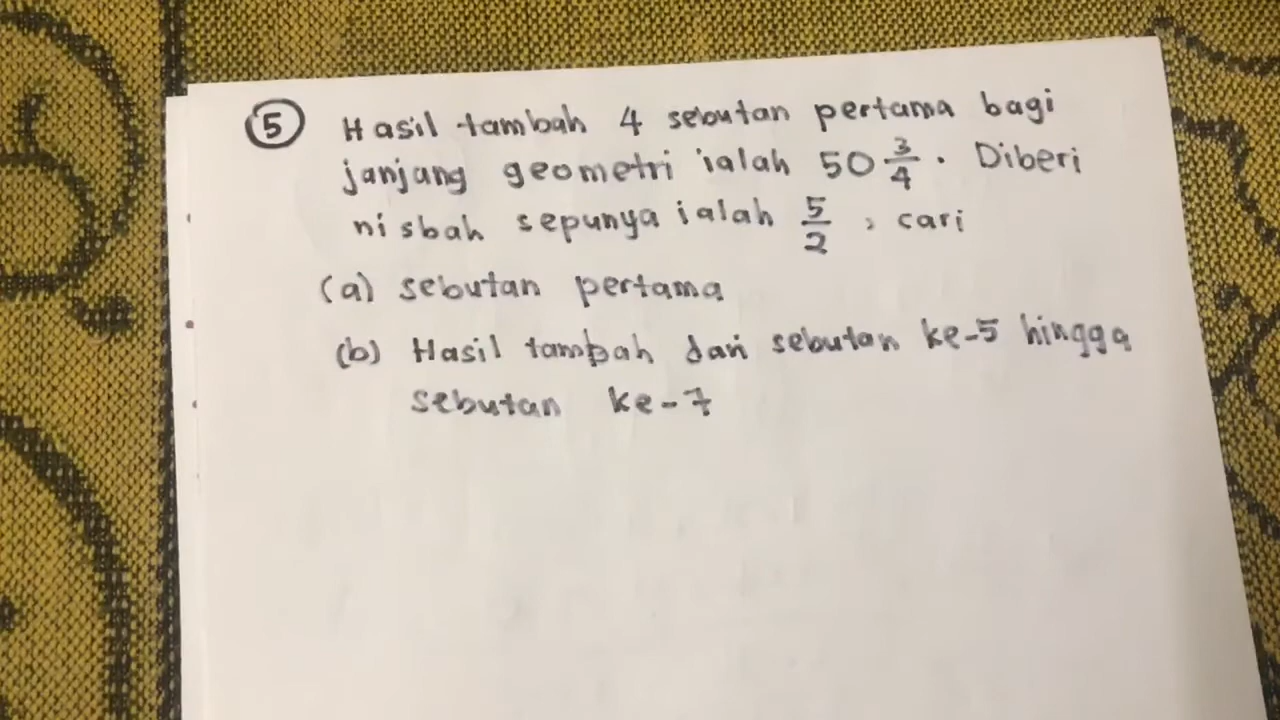 5 Hasil tambah 4 sebutan pertama bagi
janjang geometri ialah 50 3/4. Diberi
nisbah sepunya ialah 5/2, cari
(a) sebutan pertama
(b) Hasil tambah dari sebutan ke-5 hingga
sebutan ke-7